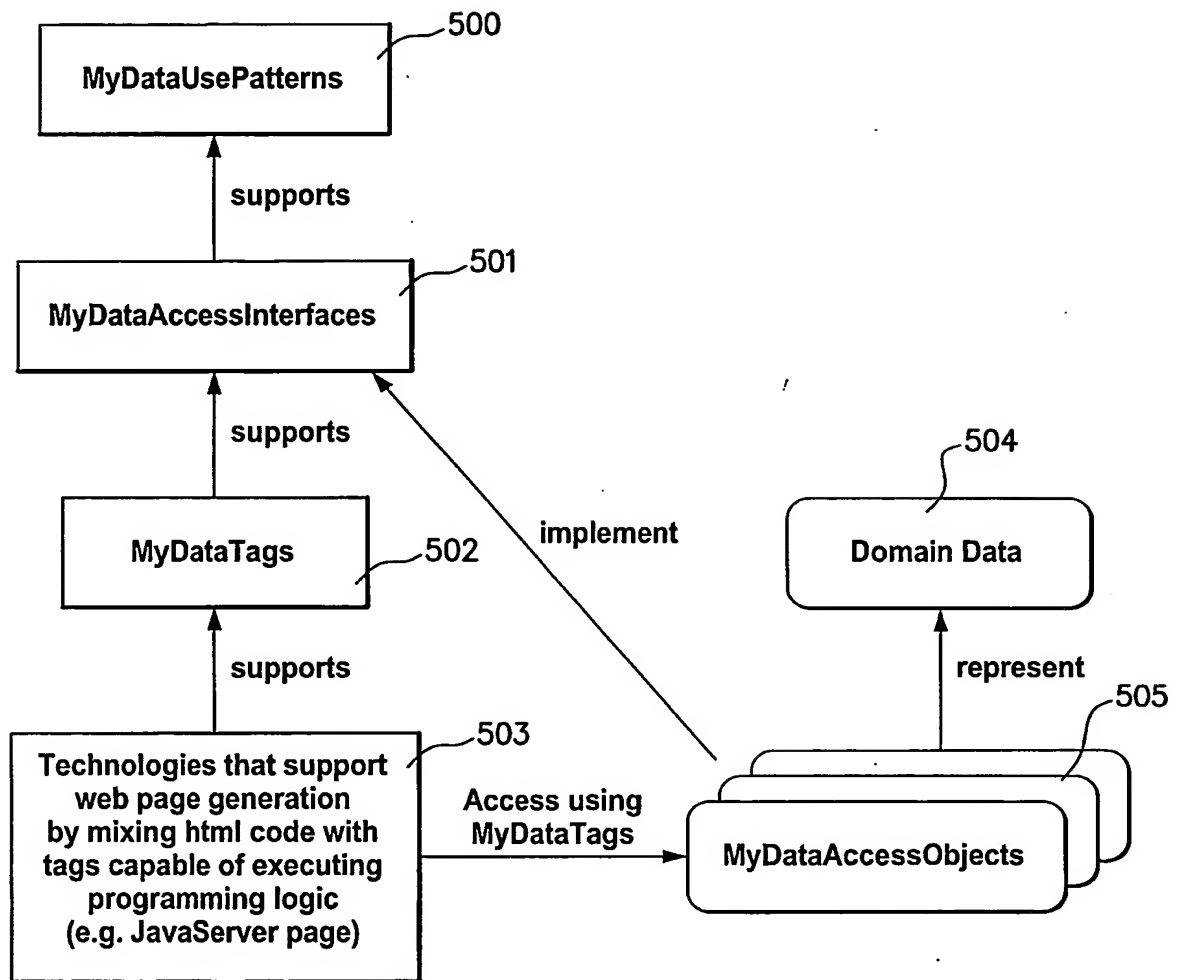 500
MyDataUsePatterns
supports
501
MyDataAccessInterfaces
supports
504
MyDataTags
502
implement
Domain Data
supports
represent
505
503
Technologies that support
web page generation
by mixing html code with
tags capable of executing
programming logic
(e.g. JavaServer page)
Access using
MyDataTags
MyDataAccessObjects